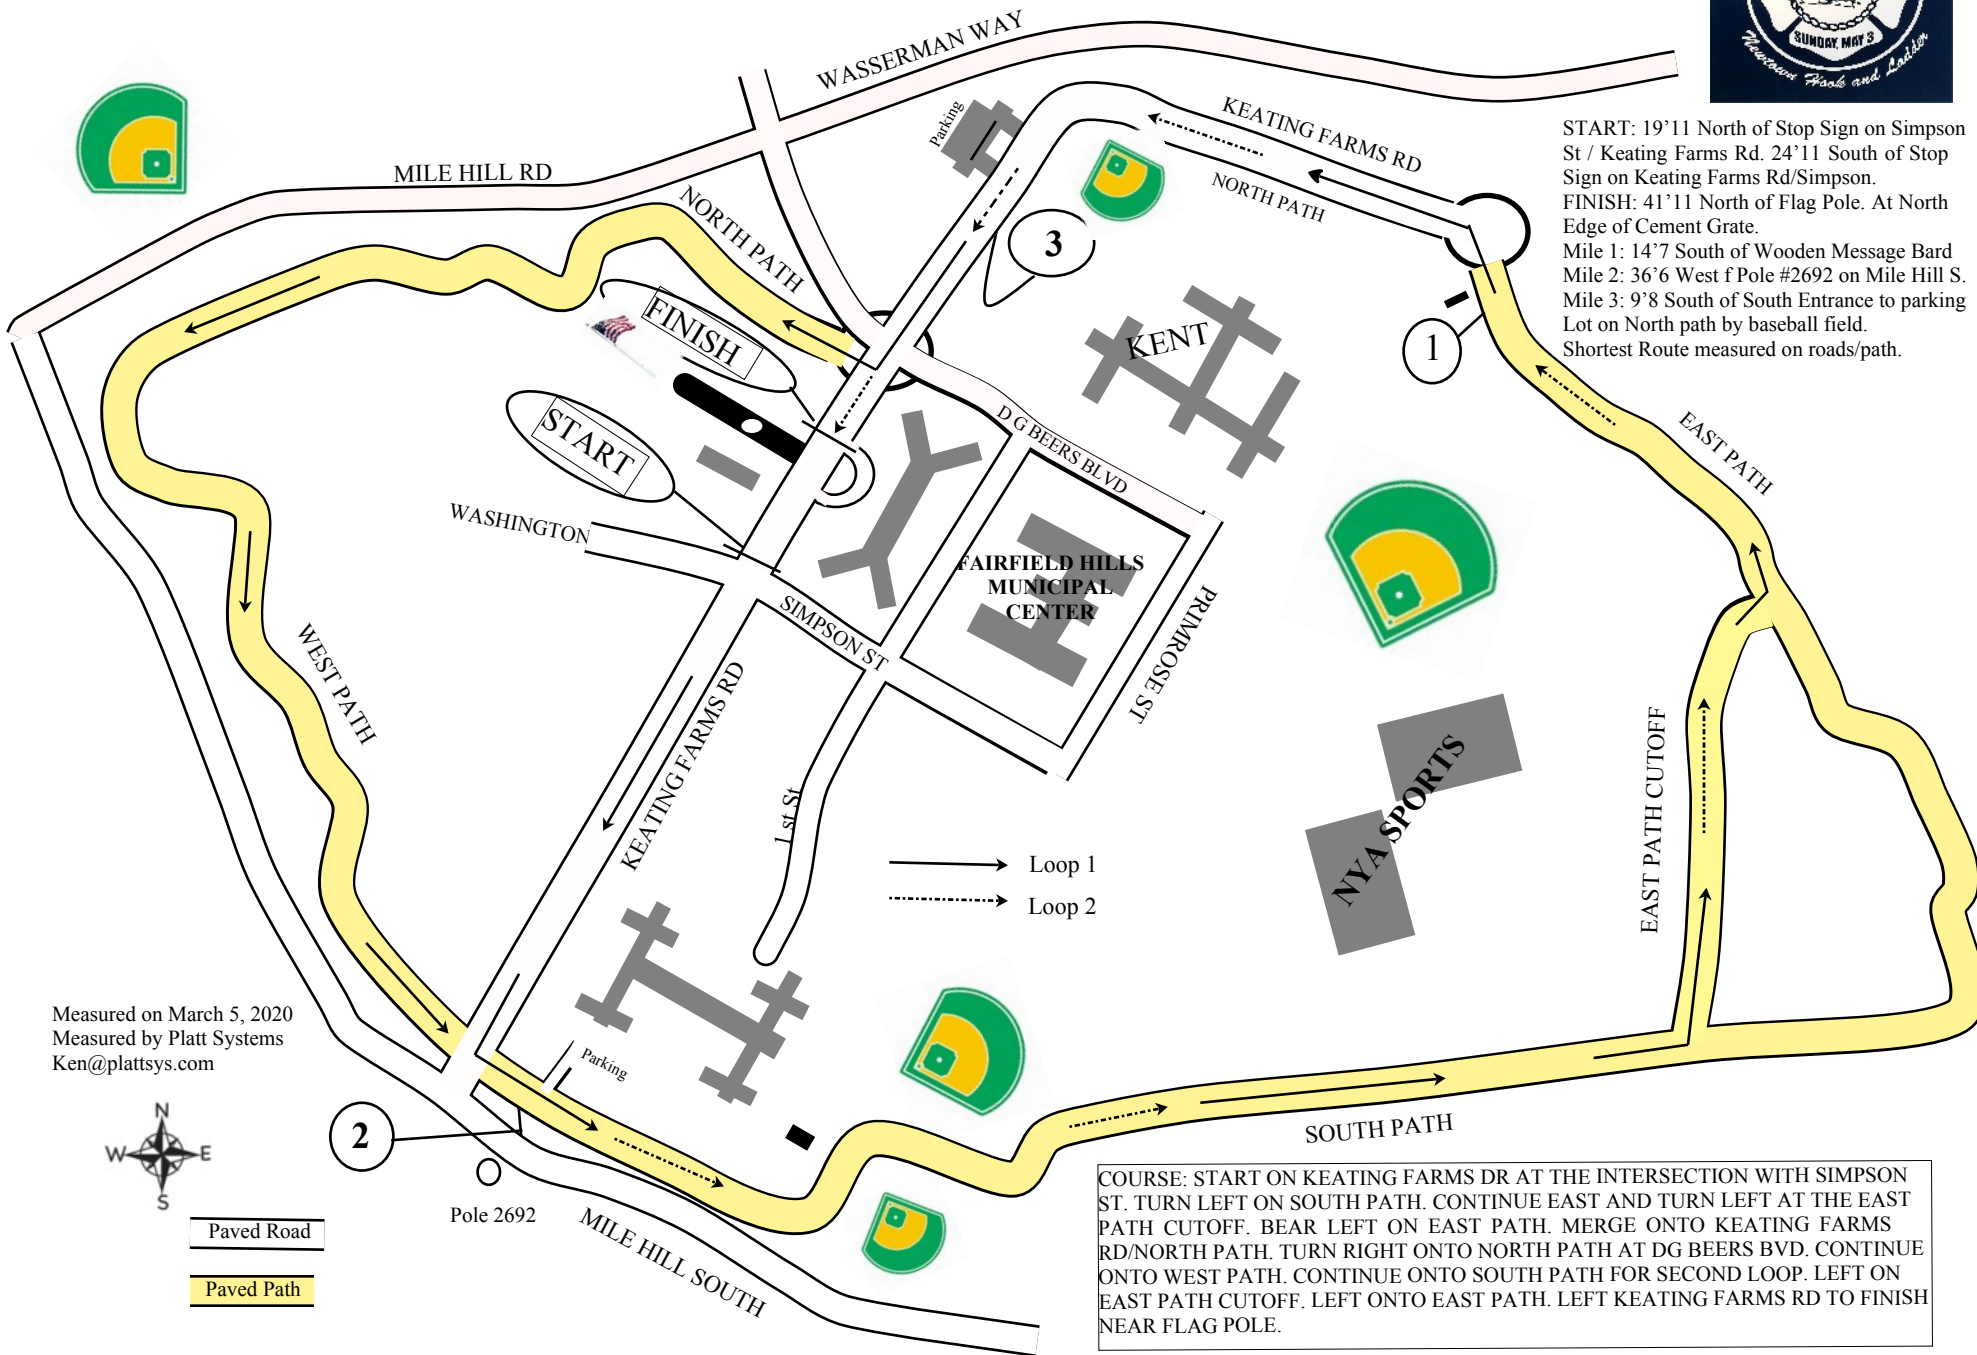 SUNDAY, MAY 3
Newtown Hook and Ladder
WASSERMAN WAY
MILE HILL RD
NORTH PATH
Parking
KEATING FARMS RD
NORTH PATH
START: 19'11 North of Stop Sign on Simpson
St / Keating Farms Rd. 24'11 South of Stop
Sign on Keating Farms Rd/Simpson.
FINISH: 41'11 North of Flag Pole. At North
Edge of Cement Grate.
Mile 1: 14'7 South of Wooden Message Bard
Mile 2: 36'6 West f Pole #2692 on Mile Hill S.
Mile 3: 9'8 South of South Entrance to parking
Lot on North path by baseball field.
Shortest Route measured on roads/path.
3
FINISH
KENT
1
START
D G BEERS BLVD
EAST PATH
WASHINGTON
FAIRFIELD HILLS
MUNICIPAL
CENTER
SIMPSON ST
PRIMROSE ST
WEST PATH
KEATING FARMS RD
1 st St
NYA SPORTS
EAST PATH CUTOFF
Loop 1
Loop 2
Measured on March 5, 2020
Measured by Platt Systems
Ken@plattsys.com
Parking
N
W E
S
2
SOUTH PATH
Pole 2692
MILE HILL SOUTH
Paved Road
Paved Path
COURSE: START ON KEATING FARMS DR AT THE INTERSECTION WITH SIMPSON
ST. TURN LEFT ON SOUTH PATH. CONTINUE EAST AND TURN LEFT AT THE EAST
PATH CUTOFF. BEAR LEFT ON EAST PATH. MERGE ONTO KEATING FARMS
RD/NORTH PATH. TURN RIGHT ONTO NORTH PATH AT DG BEERS BVD. CONTINUE
ONTO WEST PATH. CONTINUE ONTO SOUTH PATH FOR SECOND LOOP. LEFT ON
EAST PATH CUTOFF. LEFT ONTO EAST PATH. LEFT KEATING FARMS RD TO FINISH
NEAR FLAG POLE.